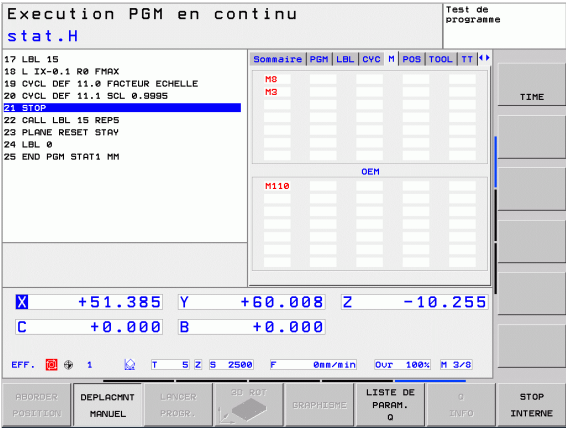 Execution PGM en continu
stat.H
Test de
programme
17 LBL 15
18 L IX-0.1 R0 FMAX
19 CYCL DEF 11.0 FACTEUR ECHELLE
20 CYCL DEF 11.1 SCL 0.9995
21 STOP
22 CALL LBL 15 REP5
23 PLANE RESET STAY
24 LBL 0
25 END PGM STAT1 MM
Sommaire PGM LBL CYC M POS TOOL TT
M8
M3
OEM
M110
TIME
X +51.385 Y +60.008 Z -10.255
C +0.000 B +0.000
EFF. 1 T 5 Z S 2500 F 0mm/min Ovr 100% M 3/8
ABORDER
POSITION
DEPLACMNT
MANUEL
LANCER
PROGR.
3D ROT
GRAPHISME
LISTE DE
PARAM.
Q
Q
INFO
STOP
INTERNE